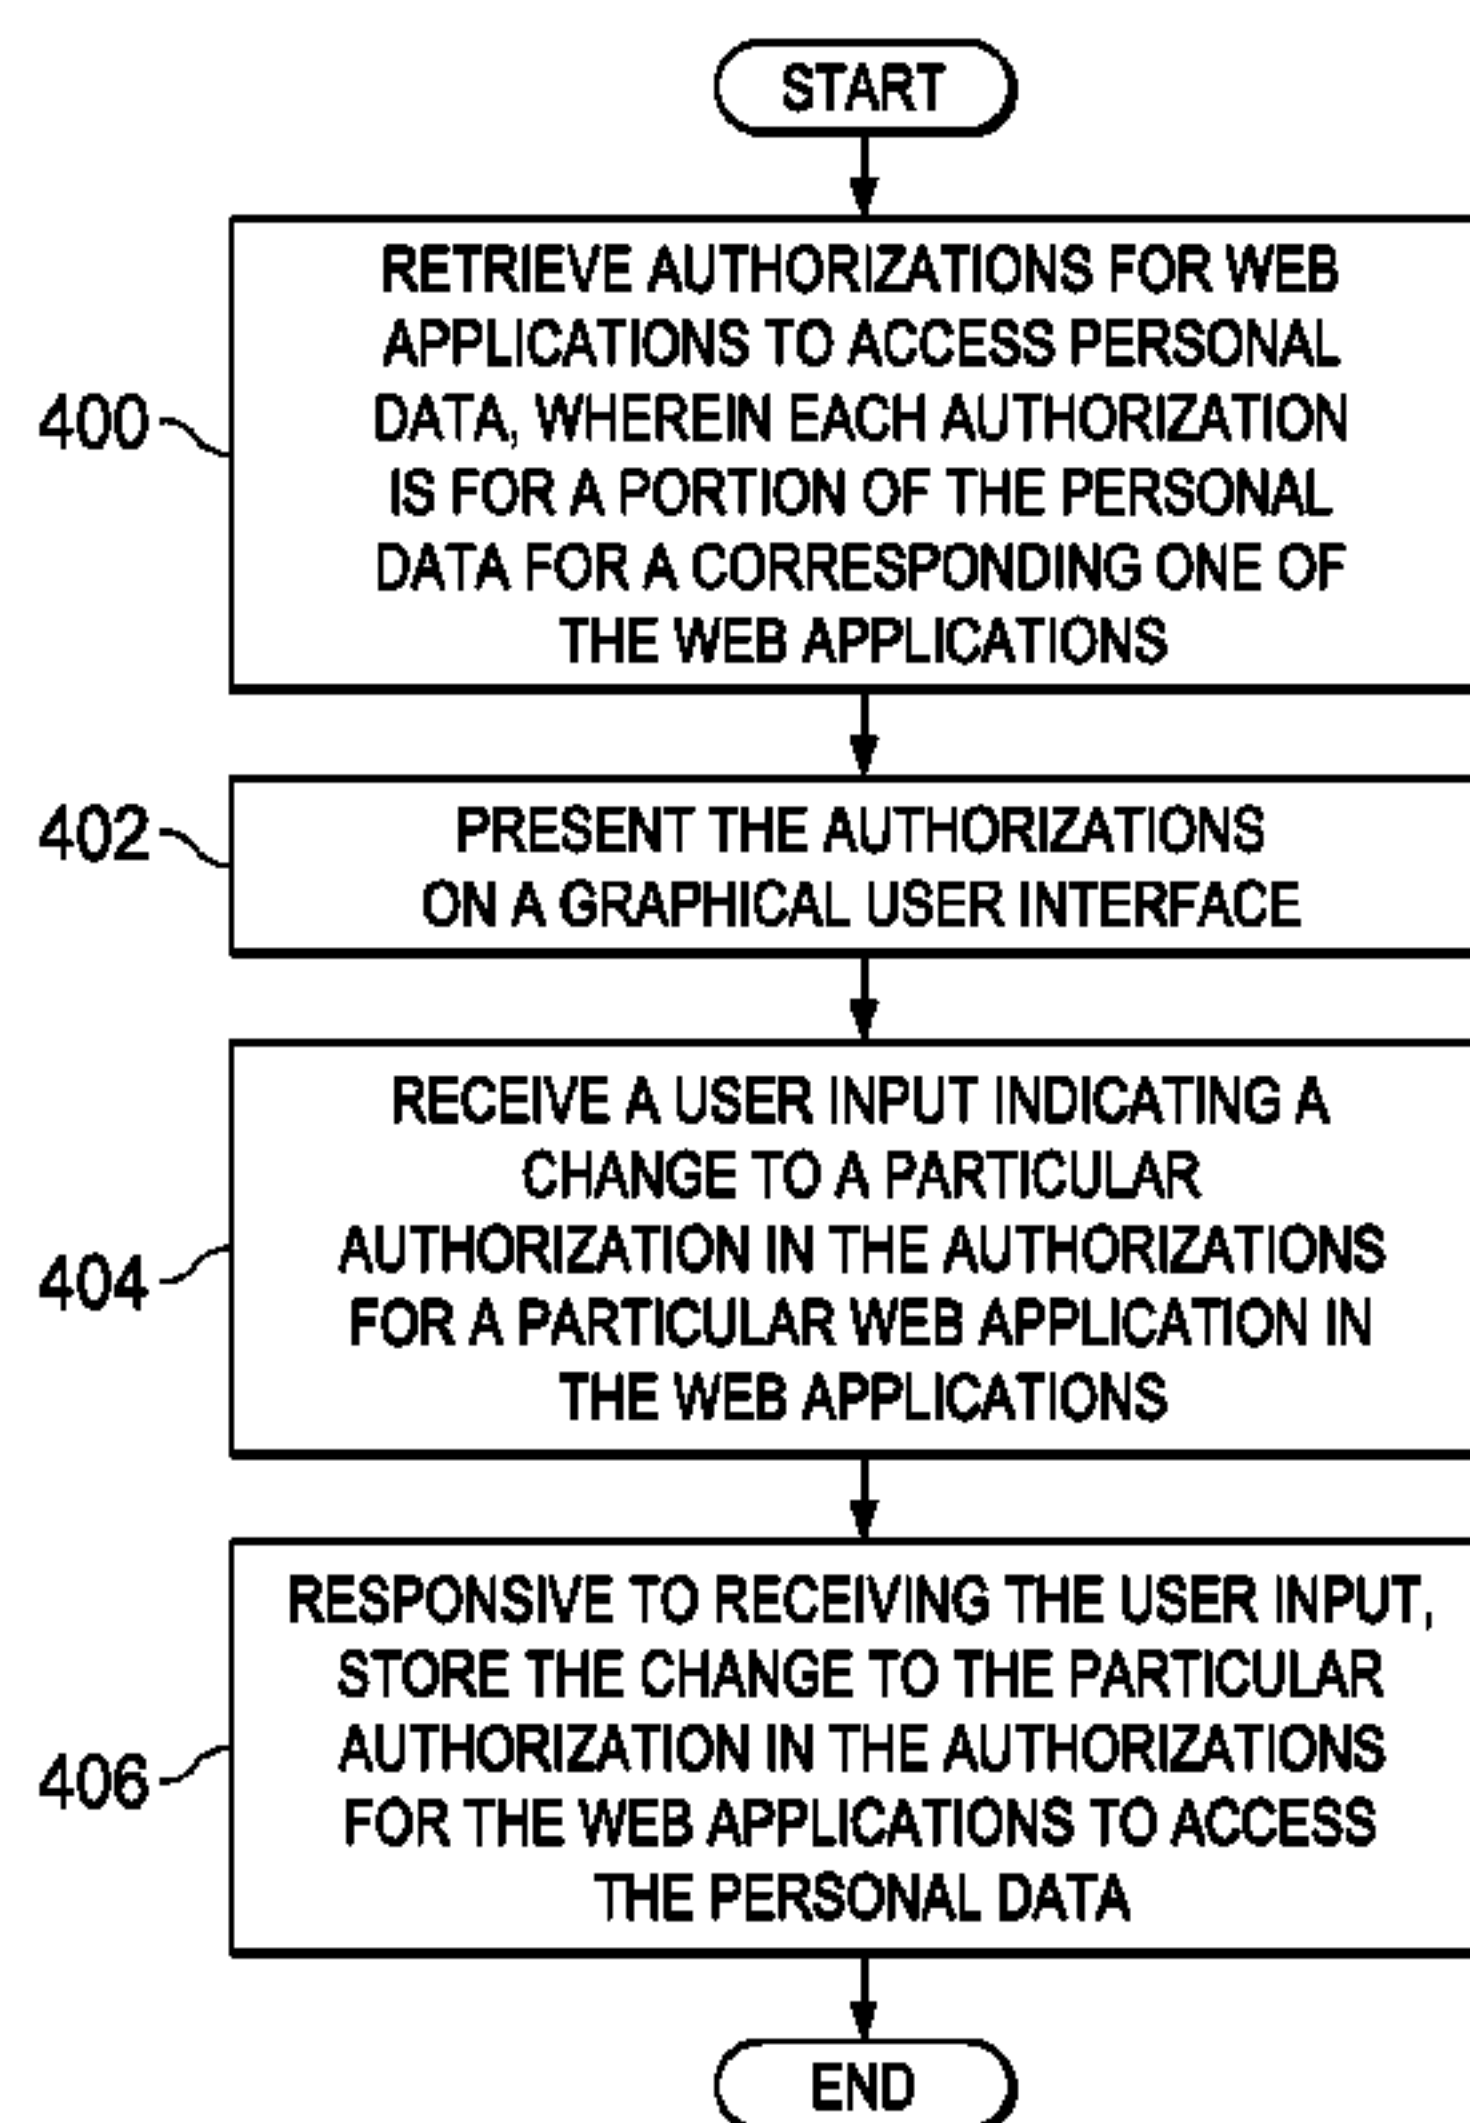 START
RETRIEVE AUTHORIZATIONS FOR WEB
APPLICATIONS TO ACCESS PERSONAL
DATA, WHEREIN EACH AUTHORIZATION
IS FOR A PORTION OF THE PERSONAL
DATA FOR A CORRESPONDING ONE OF
THE WEB APPLICATIONS
400
PRESENT THE AUTHORIZATIONS
ON A GRAPHICAL USER INTERFACE
402
RECEIVE A USER INPUT INDICATING A
CHANGE TO A PARTICULAR
AUTHORIZATION IN THE AUTHORIZATIONS
FOR A PARTICULAR WEB APPLICATION IN
THE WEB APPLICATIONS
404
RESPONSIVE TO RECEIVING THE USER INPUT,
STORE THE CHANGE TO THE PARTICULAR
AUTHORIZATION IN THE AUTHORIZATIONS
FOR THE WEB APPLICATIONS TO ACCESS
THE PERSONAL DATA
406
END